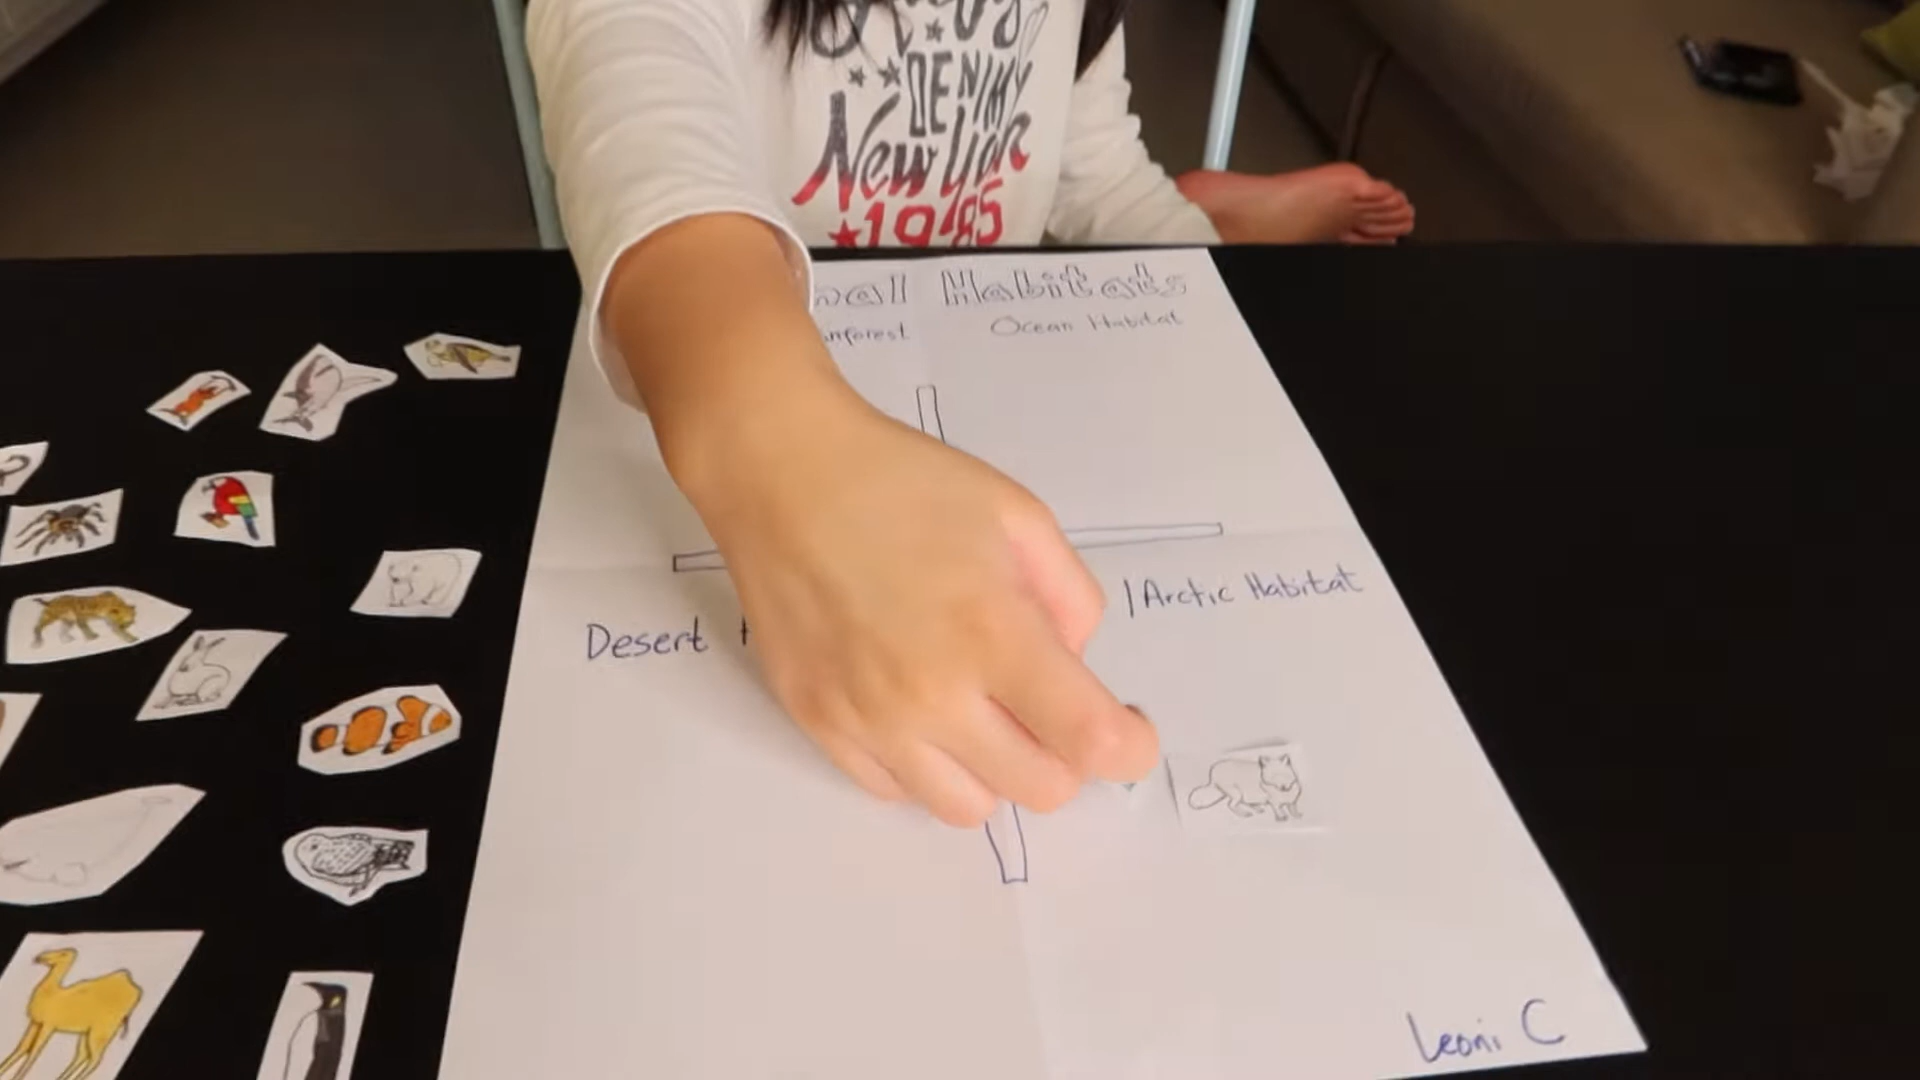 DENIM
New York
1985
Habitats
Ocean Habitat
Desert
Arctic Habitat
Leoni C